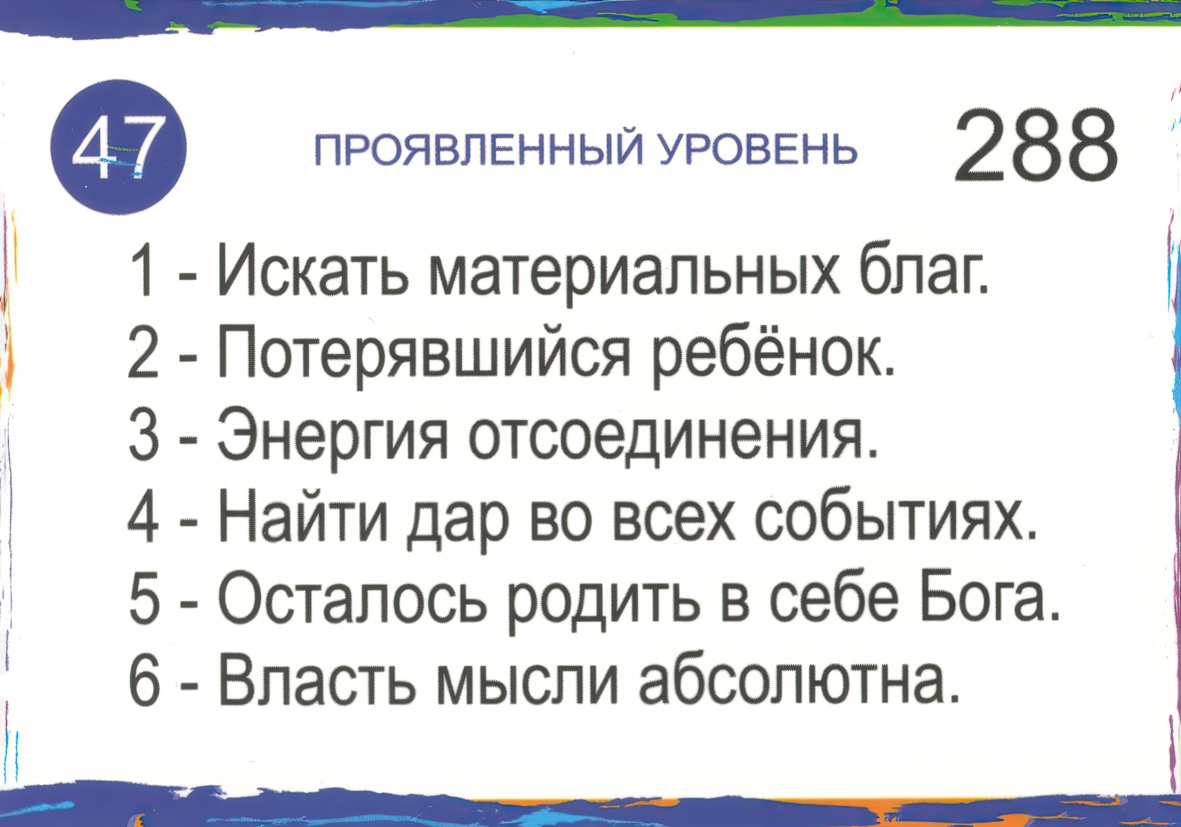 47
ПРОЯВЛЕННЫЙ УРОВЕНЬ
288
1 - Искать материальных благ.
2 - Потерявшийся ребёнок.
3 - Энергия отсоединения.
4 - Найти дар во всех событиях.
5 - Осталось родить в себе Бога.
6 - Власть мысли абсолютна.